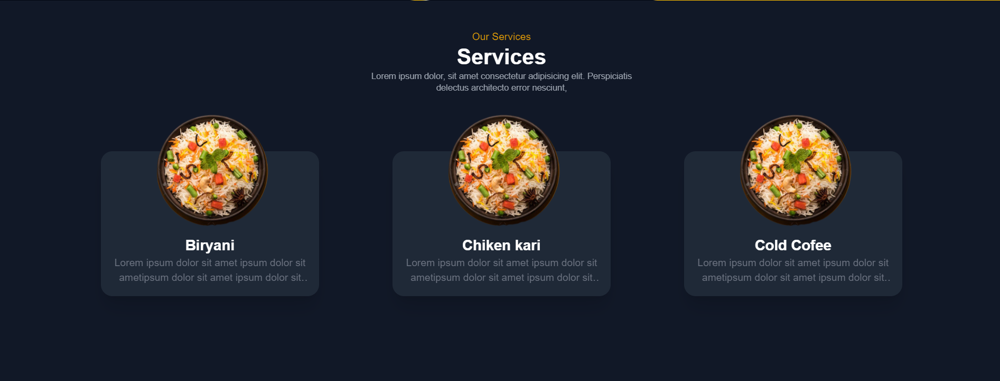 Our Services
Services
Lorem ipsum dolor, sit amet consectetur adipisicing elit. Perspiciatis
delectus architecto error nesciunt,
Biryani
Lorem ipsum dolor sit amet ipsum dolor sit
ametipsum dolor sit amet ipsum dolor sit..
Chiken kari
Lorem ipsum dolor sit amet ipsum dolor sit
ametipsum dolor sit amet ipsum dolor sit..
Cold Cofee
Lorem ipsum dolor sit amet ipsum dolor sit
ametipsum dolor sit amet ipsum dolor sit..